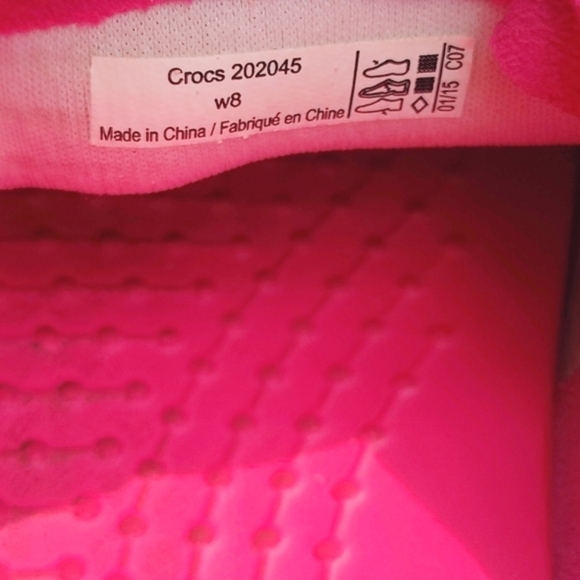 Crocs 202045
w8
Made in China / Fabriqué en Chine
01/15 C07